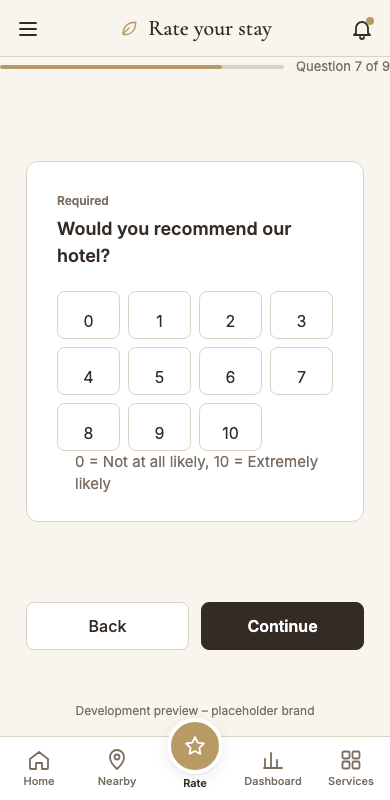 Rate your stay
Question 7 of 9
Required
Would you recommend our
hotel?
0 1 2 3
4 5 6 7
8 9 10
0 = Not at all likely, 10 = Extremely
likely
Back Continue
Development preview – placeholder brand
Home Nearby Rate Dashboard Services